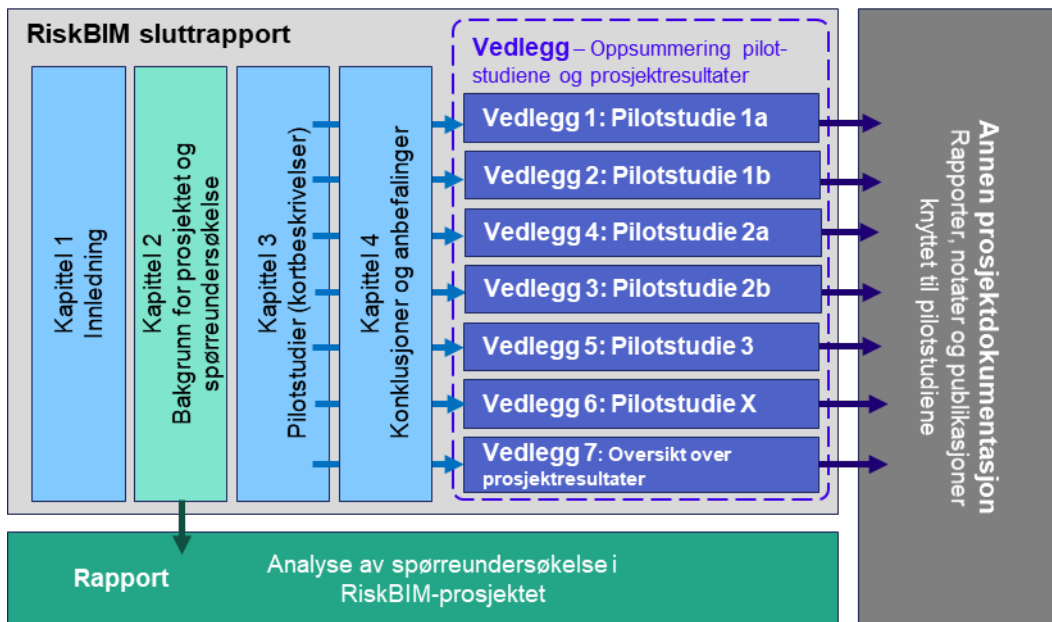 RiskBIM sluttrapport
Kapittel 1
Innledning
Kapittel 2
Bakgrunn for prosjektet og
spørreundersøkelse
Kapittel 3
Pilotstudier (kortbeskrivelser)
Kapittel 4
Konklusjoner og anbefalinger
Vedlegg – Oppsummering pilot-
studiene og prosjektresultater
Vedlegg 1: Pilotstudie 1a
Vedlegg 2: Pilotstudie 1b
Vedlegg 4: Pilotstudie 2a
Vedlegg 3: Pilotstudie 2b
Vedlegg 5: Pilotstudie 3
Vedlegg 6: Pilotstudie X
Vedlegg 7: Oversikt over
prosjektresultater
Annen prosjektdokumentasjon
Rapporter, notater og publikasjoner
knyttet til pilotstudiene
Rapport
Analyse av spørreundersøkelse i
RiskBIM-prosjektet